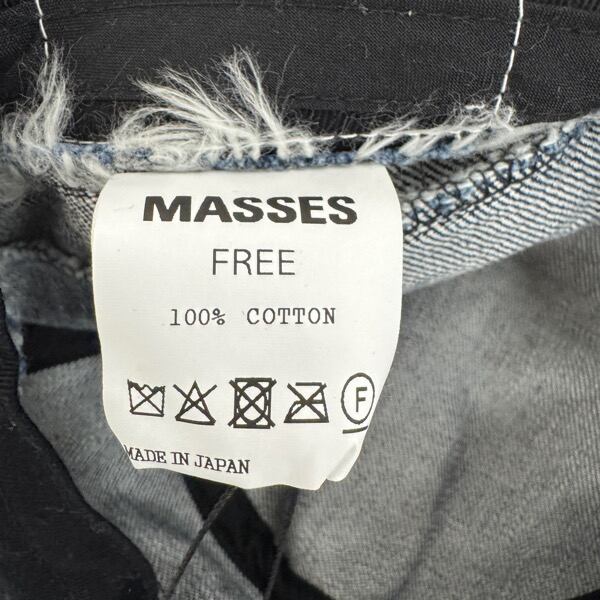 MASSES
FREE
100% COTTON
F
MADE IN JAPAN